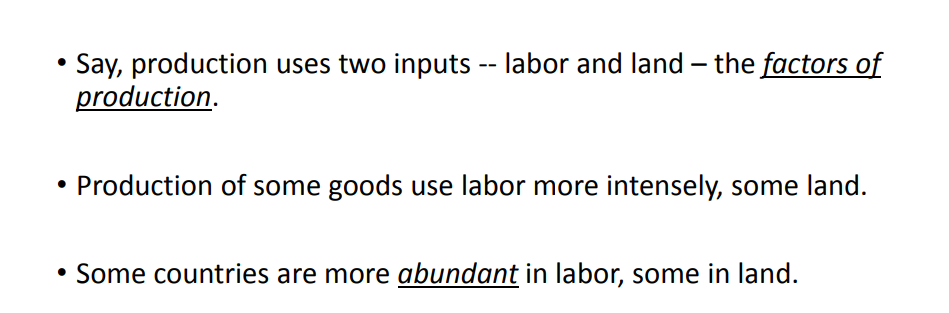 • Say, production uses two inputs -- labor and land – the factors of
production.
• Production of some goods use labor more intensely, some land.
• Some countries are more abundant in labor, some in land.